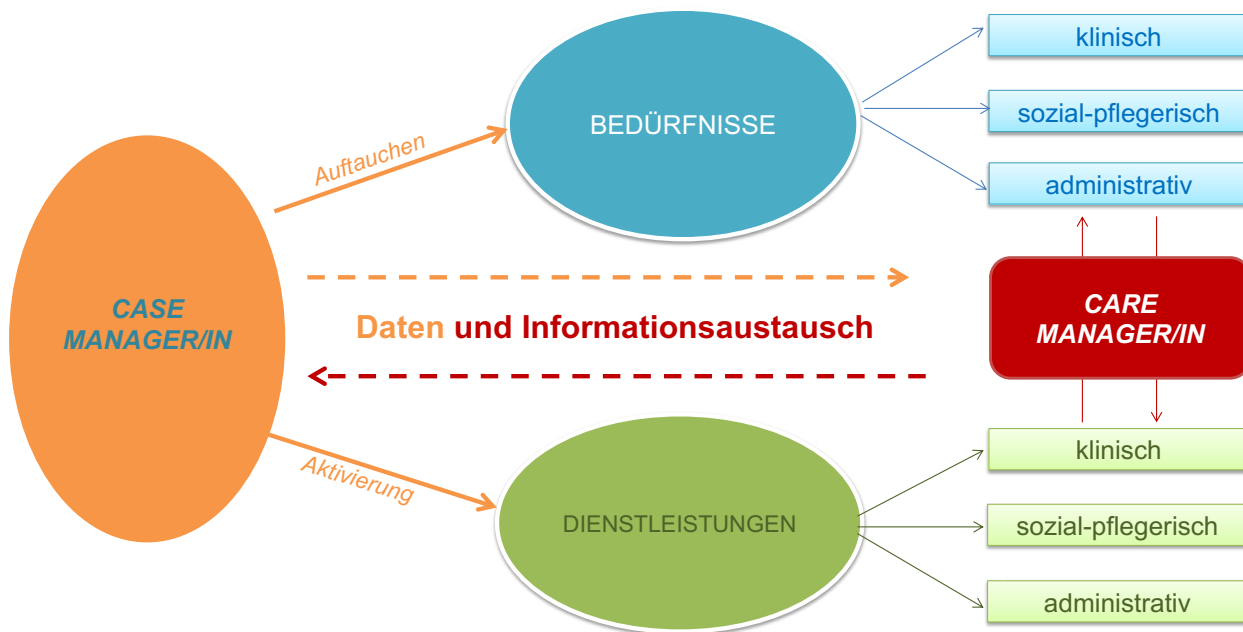 klinisch
BEDÜRFNISSE
sozial-pflegerisch
Auftauchen
administrativ
CASE
MANAGER/IN
Daten und Informationsaustausch
CARE
MANAGER/IN
klinisch
Aktivierung
DIENSTLEISTUNGEN
sozial-pflegerisch
administrativ